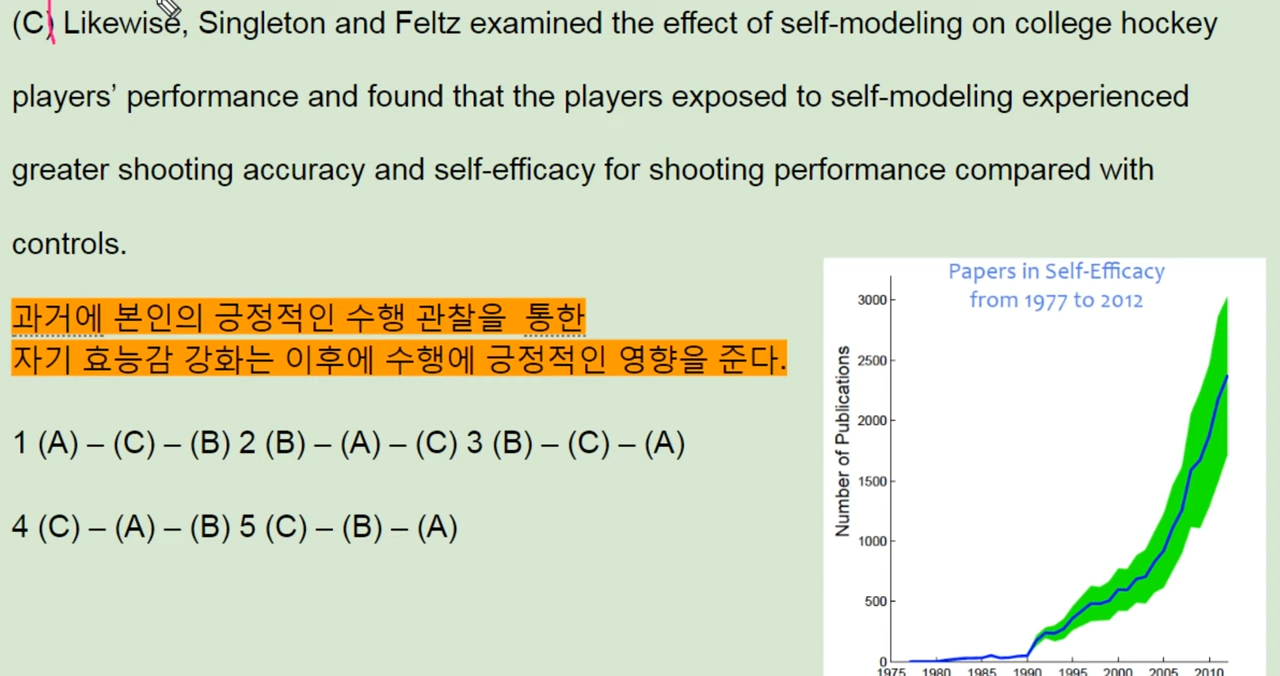 (C) Likewise, Singleton and Feltz examined the effect of self-modeling on college hockey
players’ performance and found that the players exposed to self-modeling experienced
greater shooting accuracy and self-efficacy for shooting performance compared with
controls.
과거에 본인의 긍정적인 수행 관찰을 통한
자기 효능감 강화는 이후에 수행에 긍정적인 영향을 준다.
1 (A) – (C) – (B) 2 (B) – (A) – (C) 3 (B) – (C) – (A)
4 (C) – (A) – (B) 5 (C) – (B) – (A)
Papers in Self-Efficacy
from 1977 to 2012
Number of Publications
3000
2500
2000
1500
1000
500
0
1975 1980 1985 1990 1995 2000 2005 2010